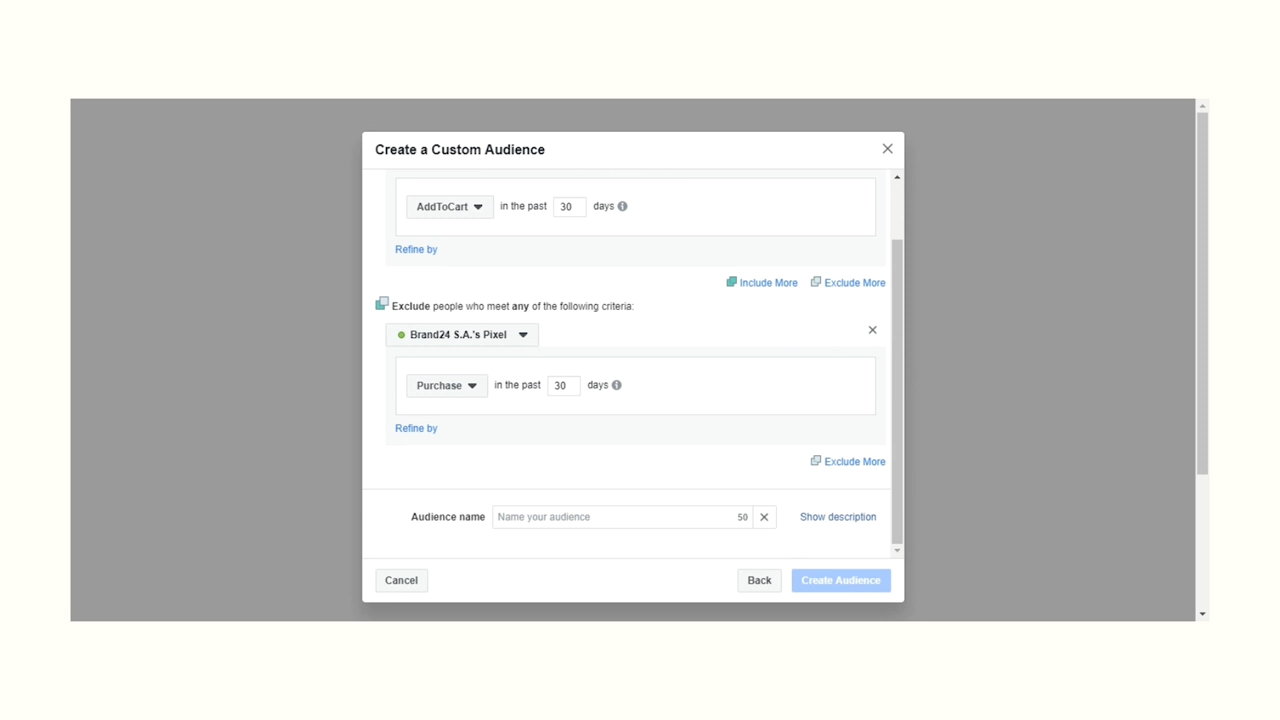 Create a Custom Audience
AddToCart in the past 30 days
Refine by
Include More Exclude More
Exclude people who meet any of the following criteria:
Brand24 S.A.'s Pixel
Purchase in the past 30 days
Refine by
Exclude More
Audience name Name your audience 50 Show description
Cancel Back Create Audience